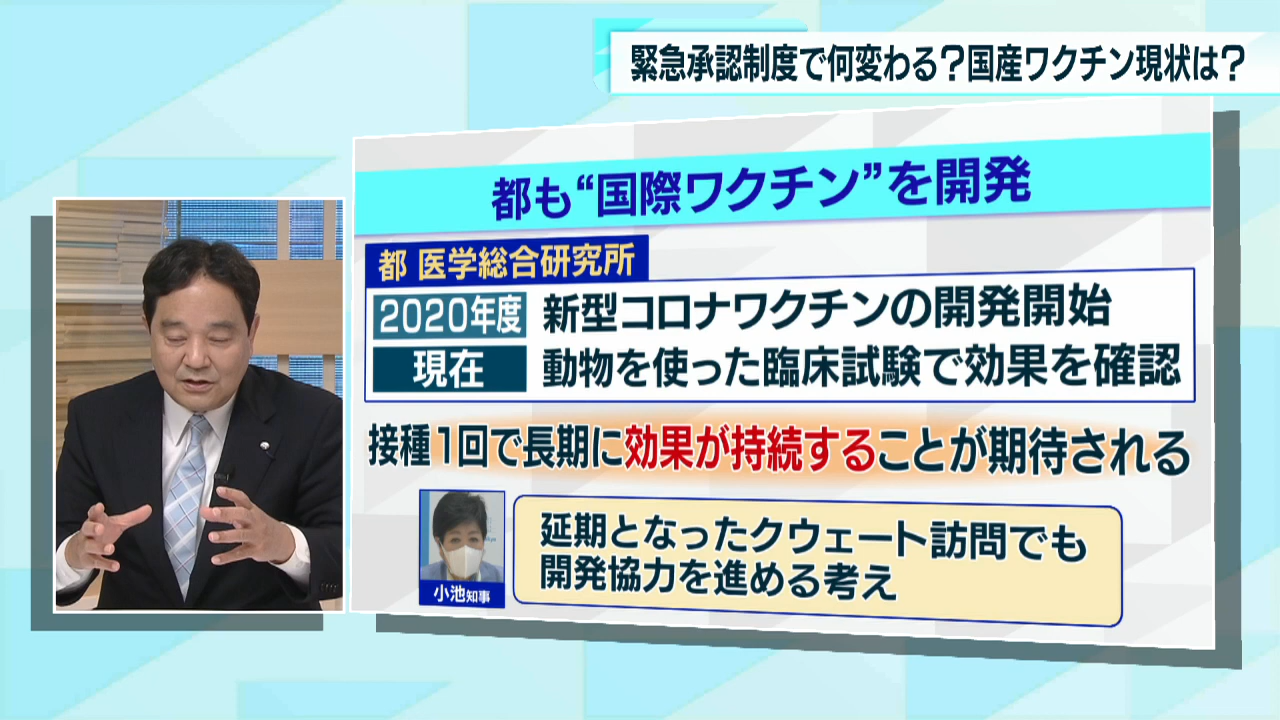 緊急承認制度で何変わる？国産ワクチン現状は？
都も“国際ワクチン”を開発
都 医学総合研究所
2020年度 新型コロナワクチンの開発開始
現在 動物を使った臨床試験で効果を確認
接種1回で長期に効果が持続することが期待される
延期となったクウェート訪問でも
開発協力を進める考え
小池知事